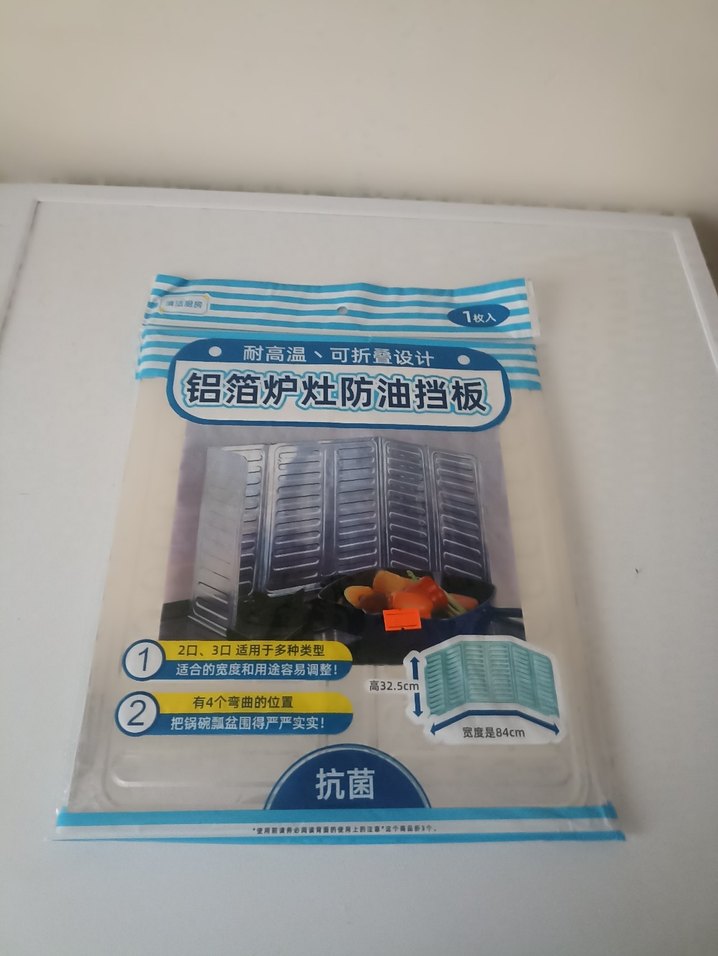 清洁厨房
1枚入
耐高温、可折叠设计
铝箔炉灶防油挡板
1
2口、3口 适用于多种类型
适合的宽度和用途容易调整!
2
有4个弯曲的位置
把锅碗瓢盆围得严严实实!
高32.5cm
宽度是84cm
抗菌